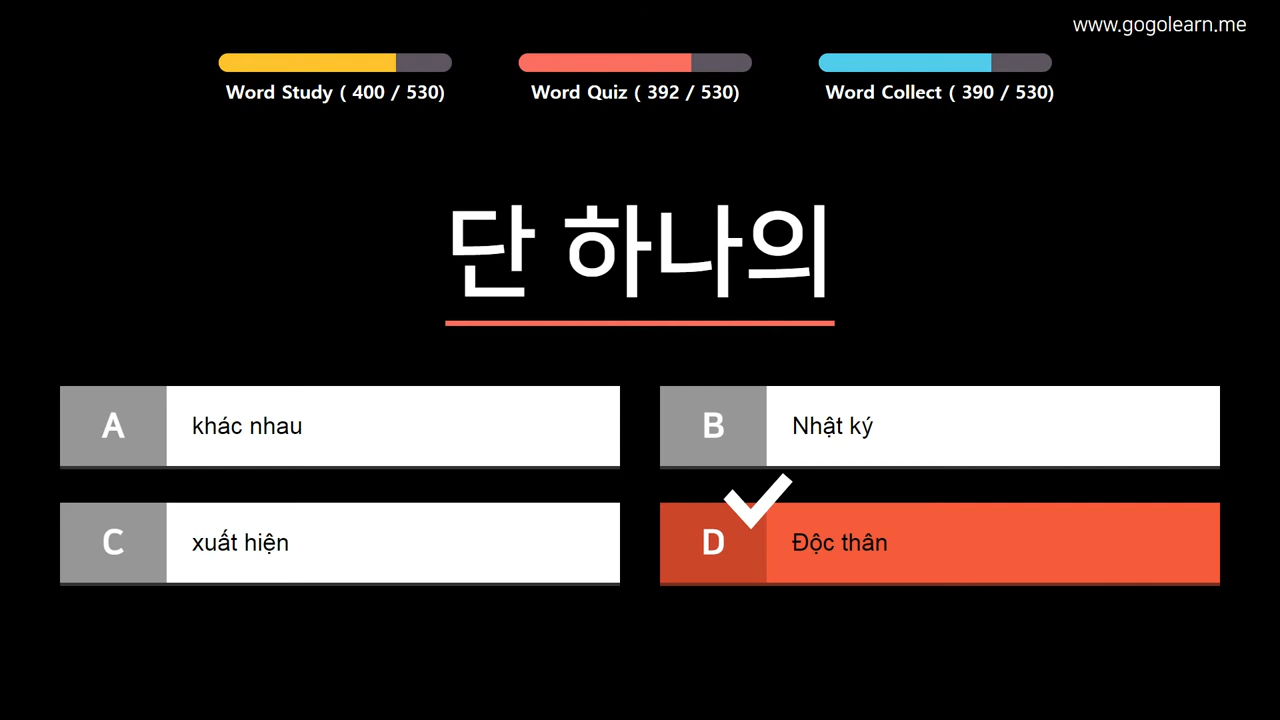 www.gogolearn.me
Word Study ( 400 / 530)
Word Quiz ( 392 / 530)
Word Collect ( 390 / 530)
단 하나의
A khác nhau
B Nhật ký
C xuất hiện
D Độc thân